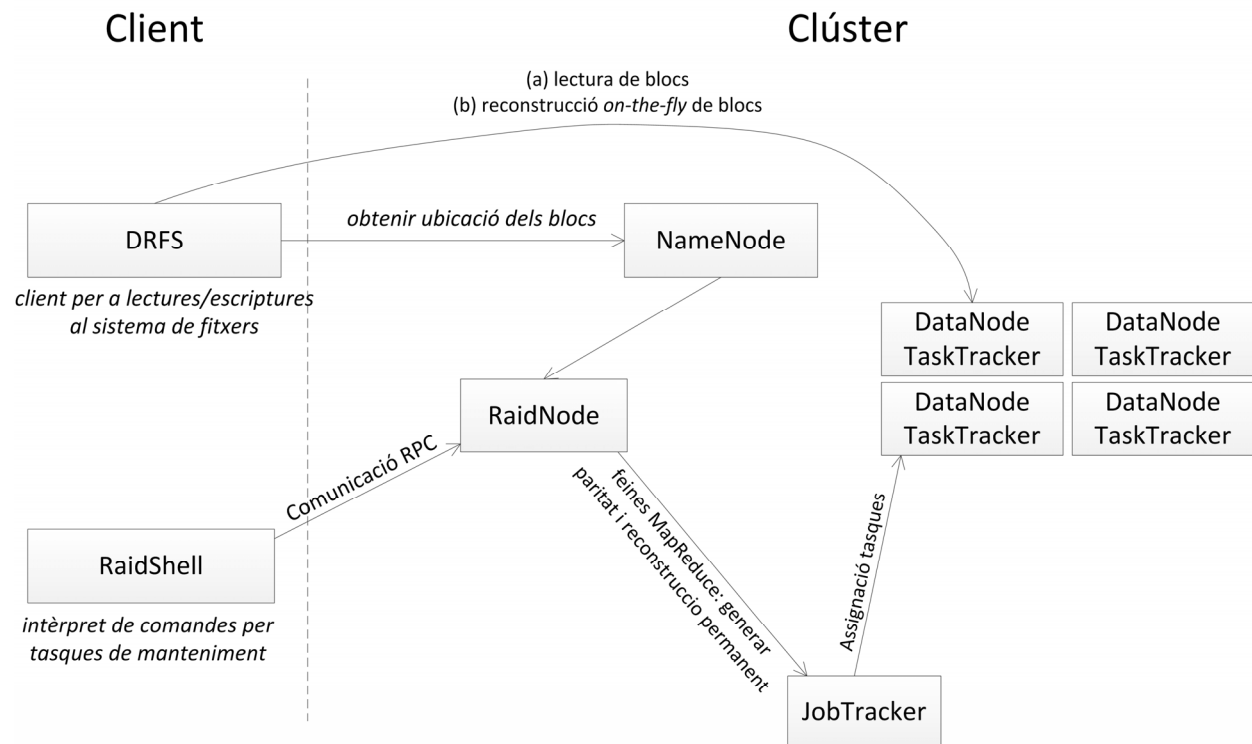 Client
Clúster
(a) lectura de blocs
(b) reconstrucció on-the-fly de blocs
DRFS
obtenir ubicació dels blocs
NameNode
client per a lectures/escriptures
al sistema de fitxers
DataNode
TaskTracker
DataNode
TaskTracker
DataNode
TaskTracker
DataNode
TaskTracker
RaidNode
Comunicació RPC
RaidShell
intèrpret de comandes per
tasques de manteniment
feines MapReduce: generar
paritat i reconstruccio permanent
Assignació tasques
JobTracker